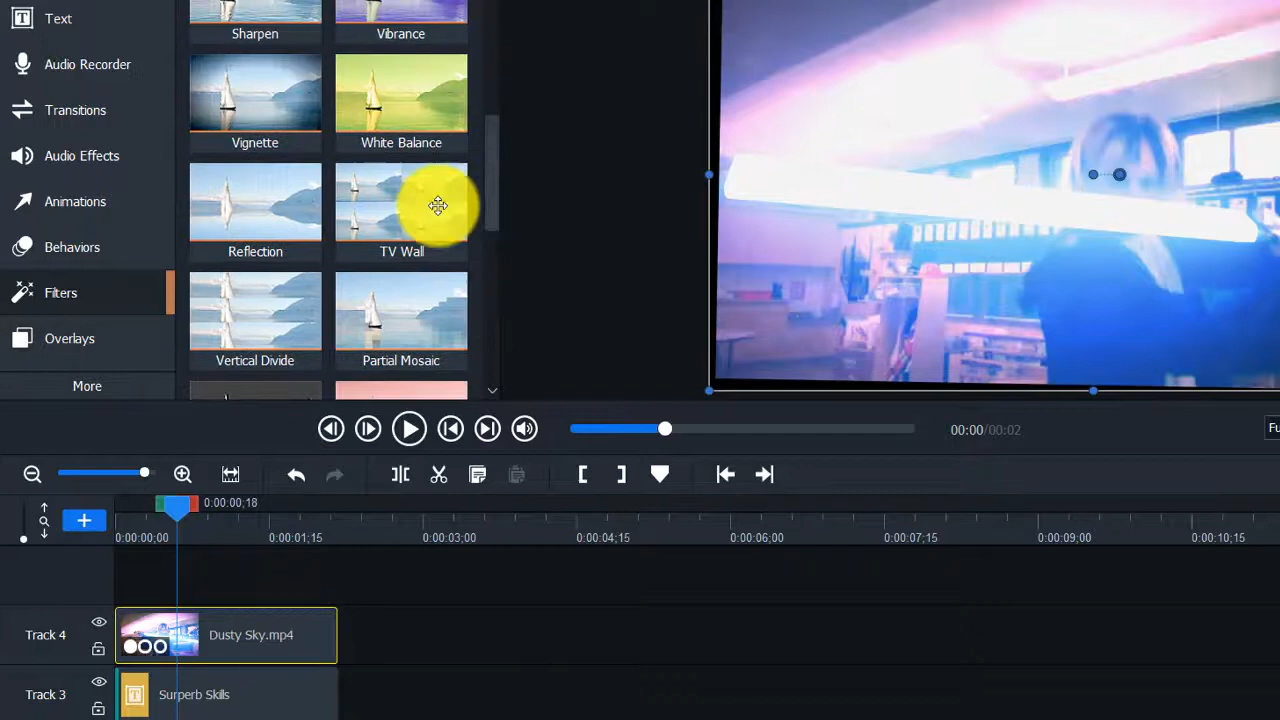 Text
Audio Recorder
Transitions
Audio Effects
Animations
Behaviors
Filters
Overlays
More
Sharpen Vibrance
Vignette White Balance
Reflection TV Wall
Vertical Divide Partial Mosaic
00:00/00:02
Fu
0:00:00;18
0:00:00;00 0:00:01;15 0:00:03;00 0:00:04;15 0:00:06;00 0:00:07;15 0:00:09;00 0:00:10;15
Track 4 Dusty Sky.mp4
Track 3 T Surperb Skills